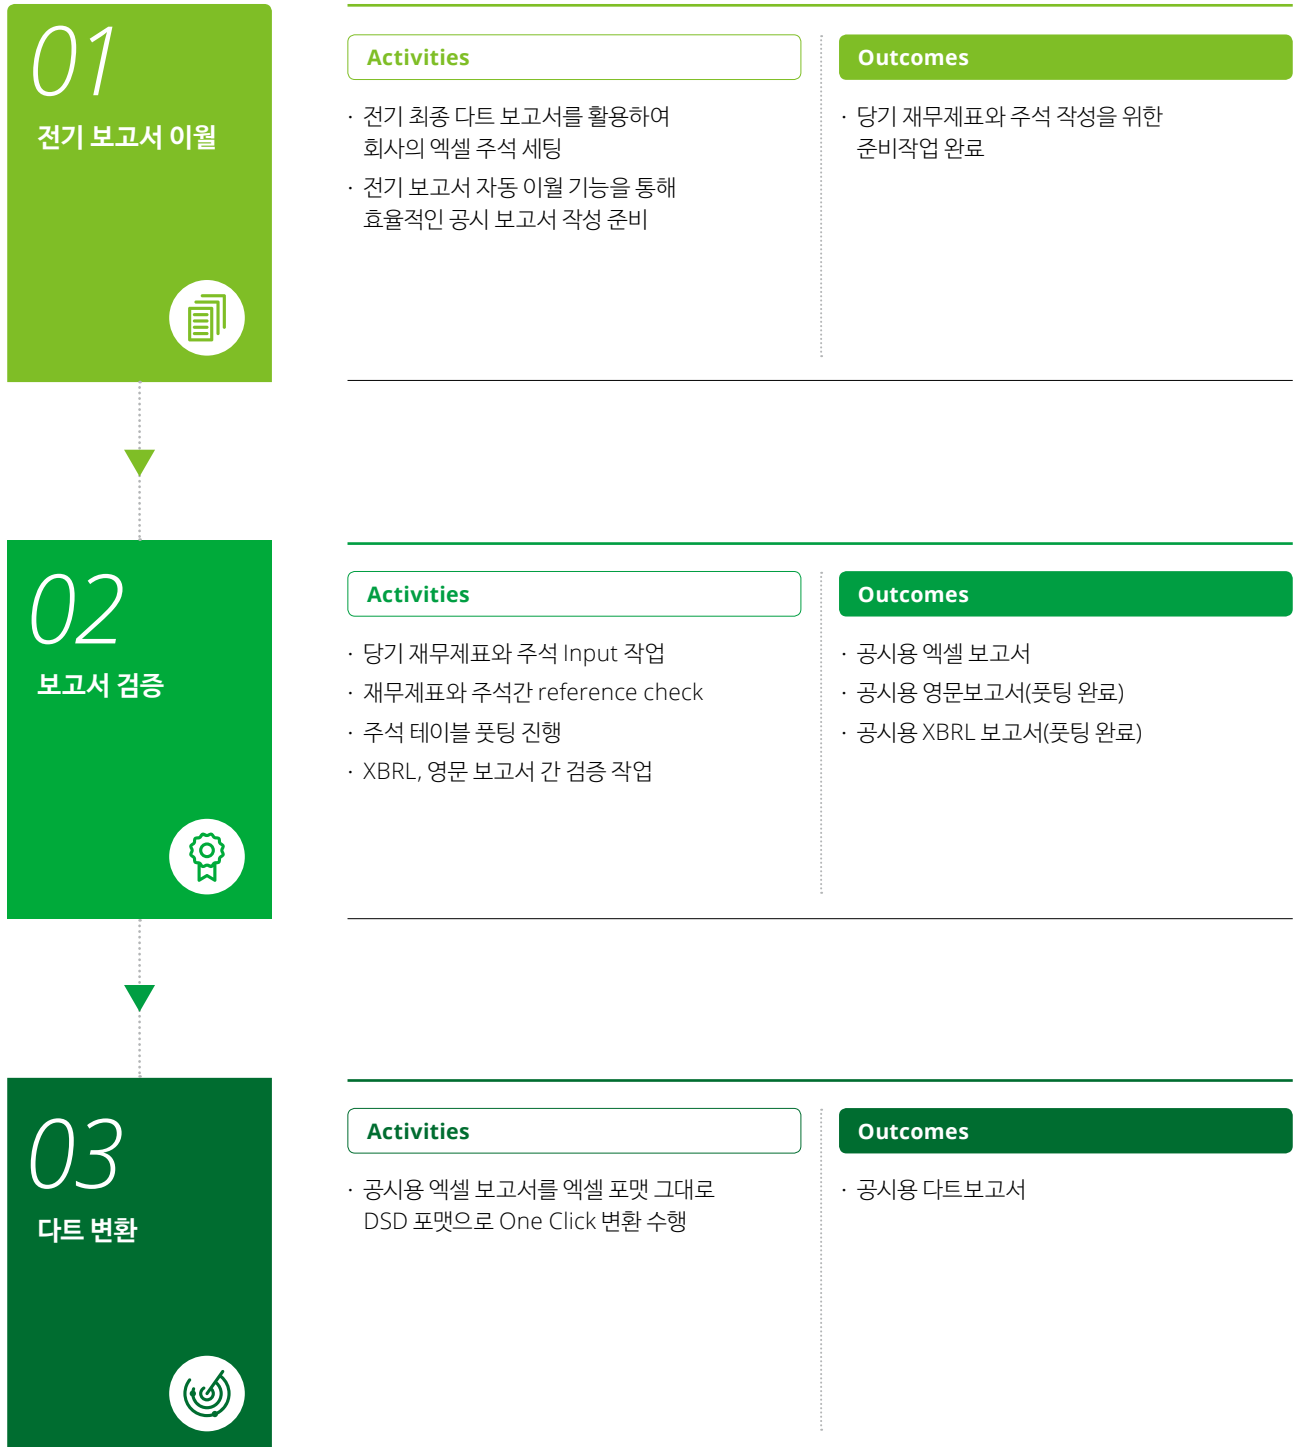 01
전기 보고서 이월
Activities
· 전기 최종 다트 보고서를 활용하여
회사의 엑셀 주석 세팅
· 전기 보고서 자동 이월 기능을 통해
효율적인 공시 보고서 작성 준비
Outcomes
· 당기 재무제표와 주석 작성을 위한
준비작업 완료
02
보고서 검증
Activities
· 당기 재무제표와 주석 Input 작업
· 재무제표와 주석간 reference check
· 주석 테이블 풋팅 진행
· XBRL, 영문 보고서 간 검증 작업
Outcomes
· 공시용 엑셀 보고서
· 공시용 영문보고서(풋팅 완료)
· 공시용 XBRL 보고서(풋팅 완료)
03
다트 변환
Activities
· 공시용 엑셀 보고서를 엑셀 포맷 그대로
DSD 포맷으로 One Click 변환 수행
Outcomes
· 공시용 다트보고서